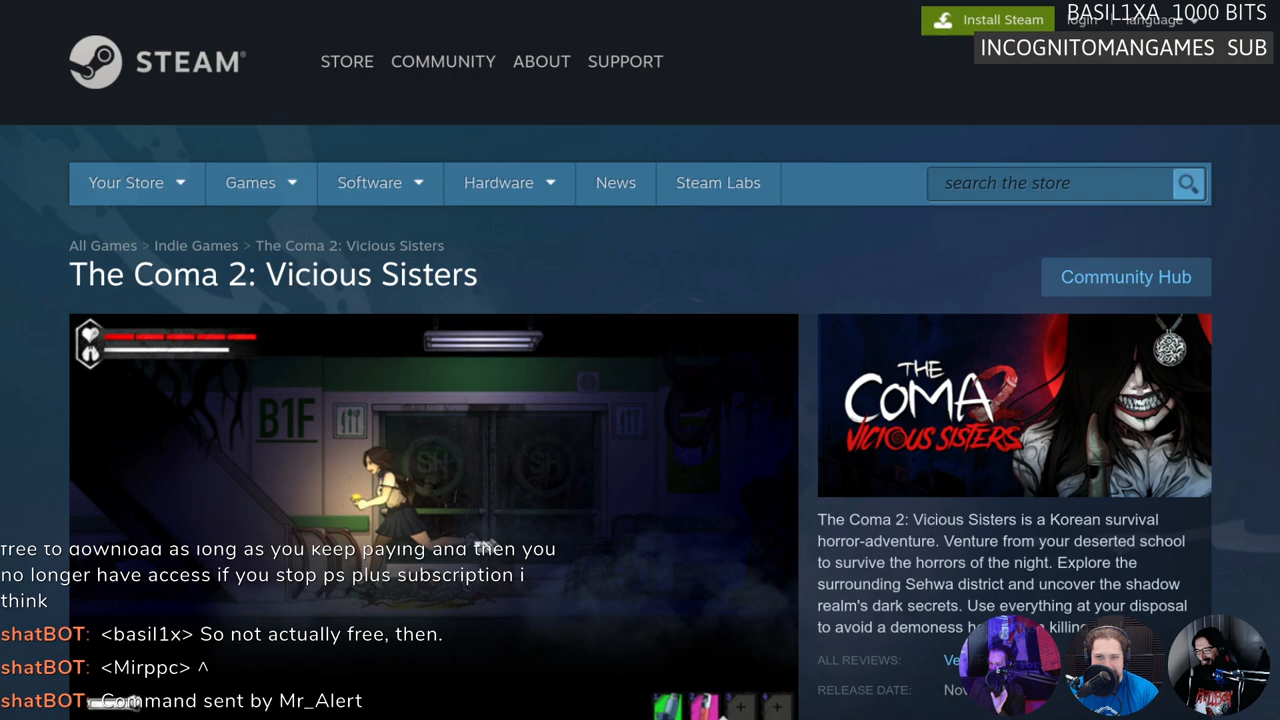 BASIL1XA 1000 BITS
Install Steam
login | language
INCOGNITOMANGAMES SUB
STEAM®
STORE COMMUNITY ABOUT SUPPORT
Your Store Games Software Hardware News Steam Labs search the store
All Games > Indie Games > The Coma 2: Vicious Sisters
The Coma 2: Vicious Sisters
Community Hub
B1F
SH SH
THE
COMA 2
VICIOUS SISTERS
The Coma 2: Vicious Sisters is a Korean survival
horror-adventure. Venture from your deserted school
to survive the horrors of the night. Explore the
surrounding Sehwa district and uncover the shadow
realm's dark secrets. Use everything at your disposal
to avoid a demoness
ALL REVIEWS:
RELEASE DATE:
free to download as long as you keep paying and then you
no longer have access if you stop ps plus subscription i
think
shatBOT: <basil1x> So not actually free, then.
shatBOT: <Mirppc> ^
shatBOT: Command sent by Mr_Alert